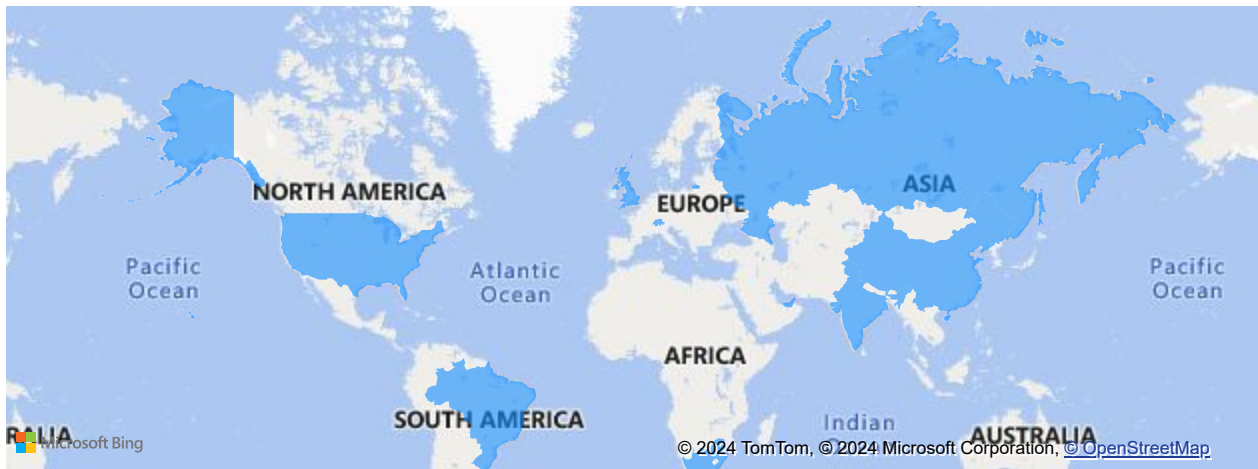 NORTH AMERICA
EUROPE
ASIA
Pacific
Ocean
Atlantic
Ocean
Pacific
Ocean
AFRICA
SOUTH AMERICA
Indian
RALIA
Microsoft Bing
AUSTRALIA
© 2024 TomTom, © 2024 Microsoft Corporation, © OpenStreetMap